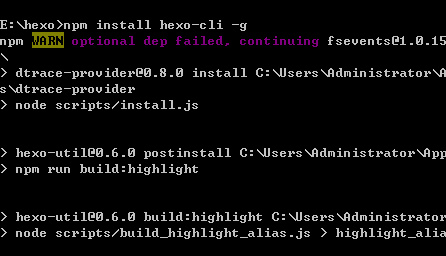 E:\hexo>npm install hexo-cli -g
npm WARN optional dep failed, continuing fsevents@1.0.15
\
> dtrace-provider@0.8.0 install C:\Users\Administrator\A
s\dtrace-provider
> node scripts/install.js
> hexo-util@0.6.0 postinstall C:\Users\Administrator\App
> npm run build:highlight
> hexo-util@0.6.0 build:highlight C:\Users\Administrator
> node scripts/build_highlight_alias.js > highlight_alia